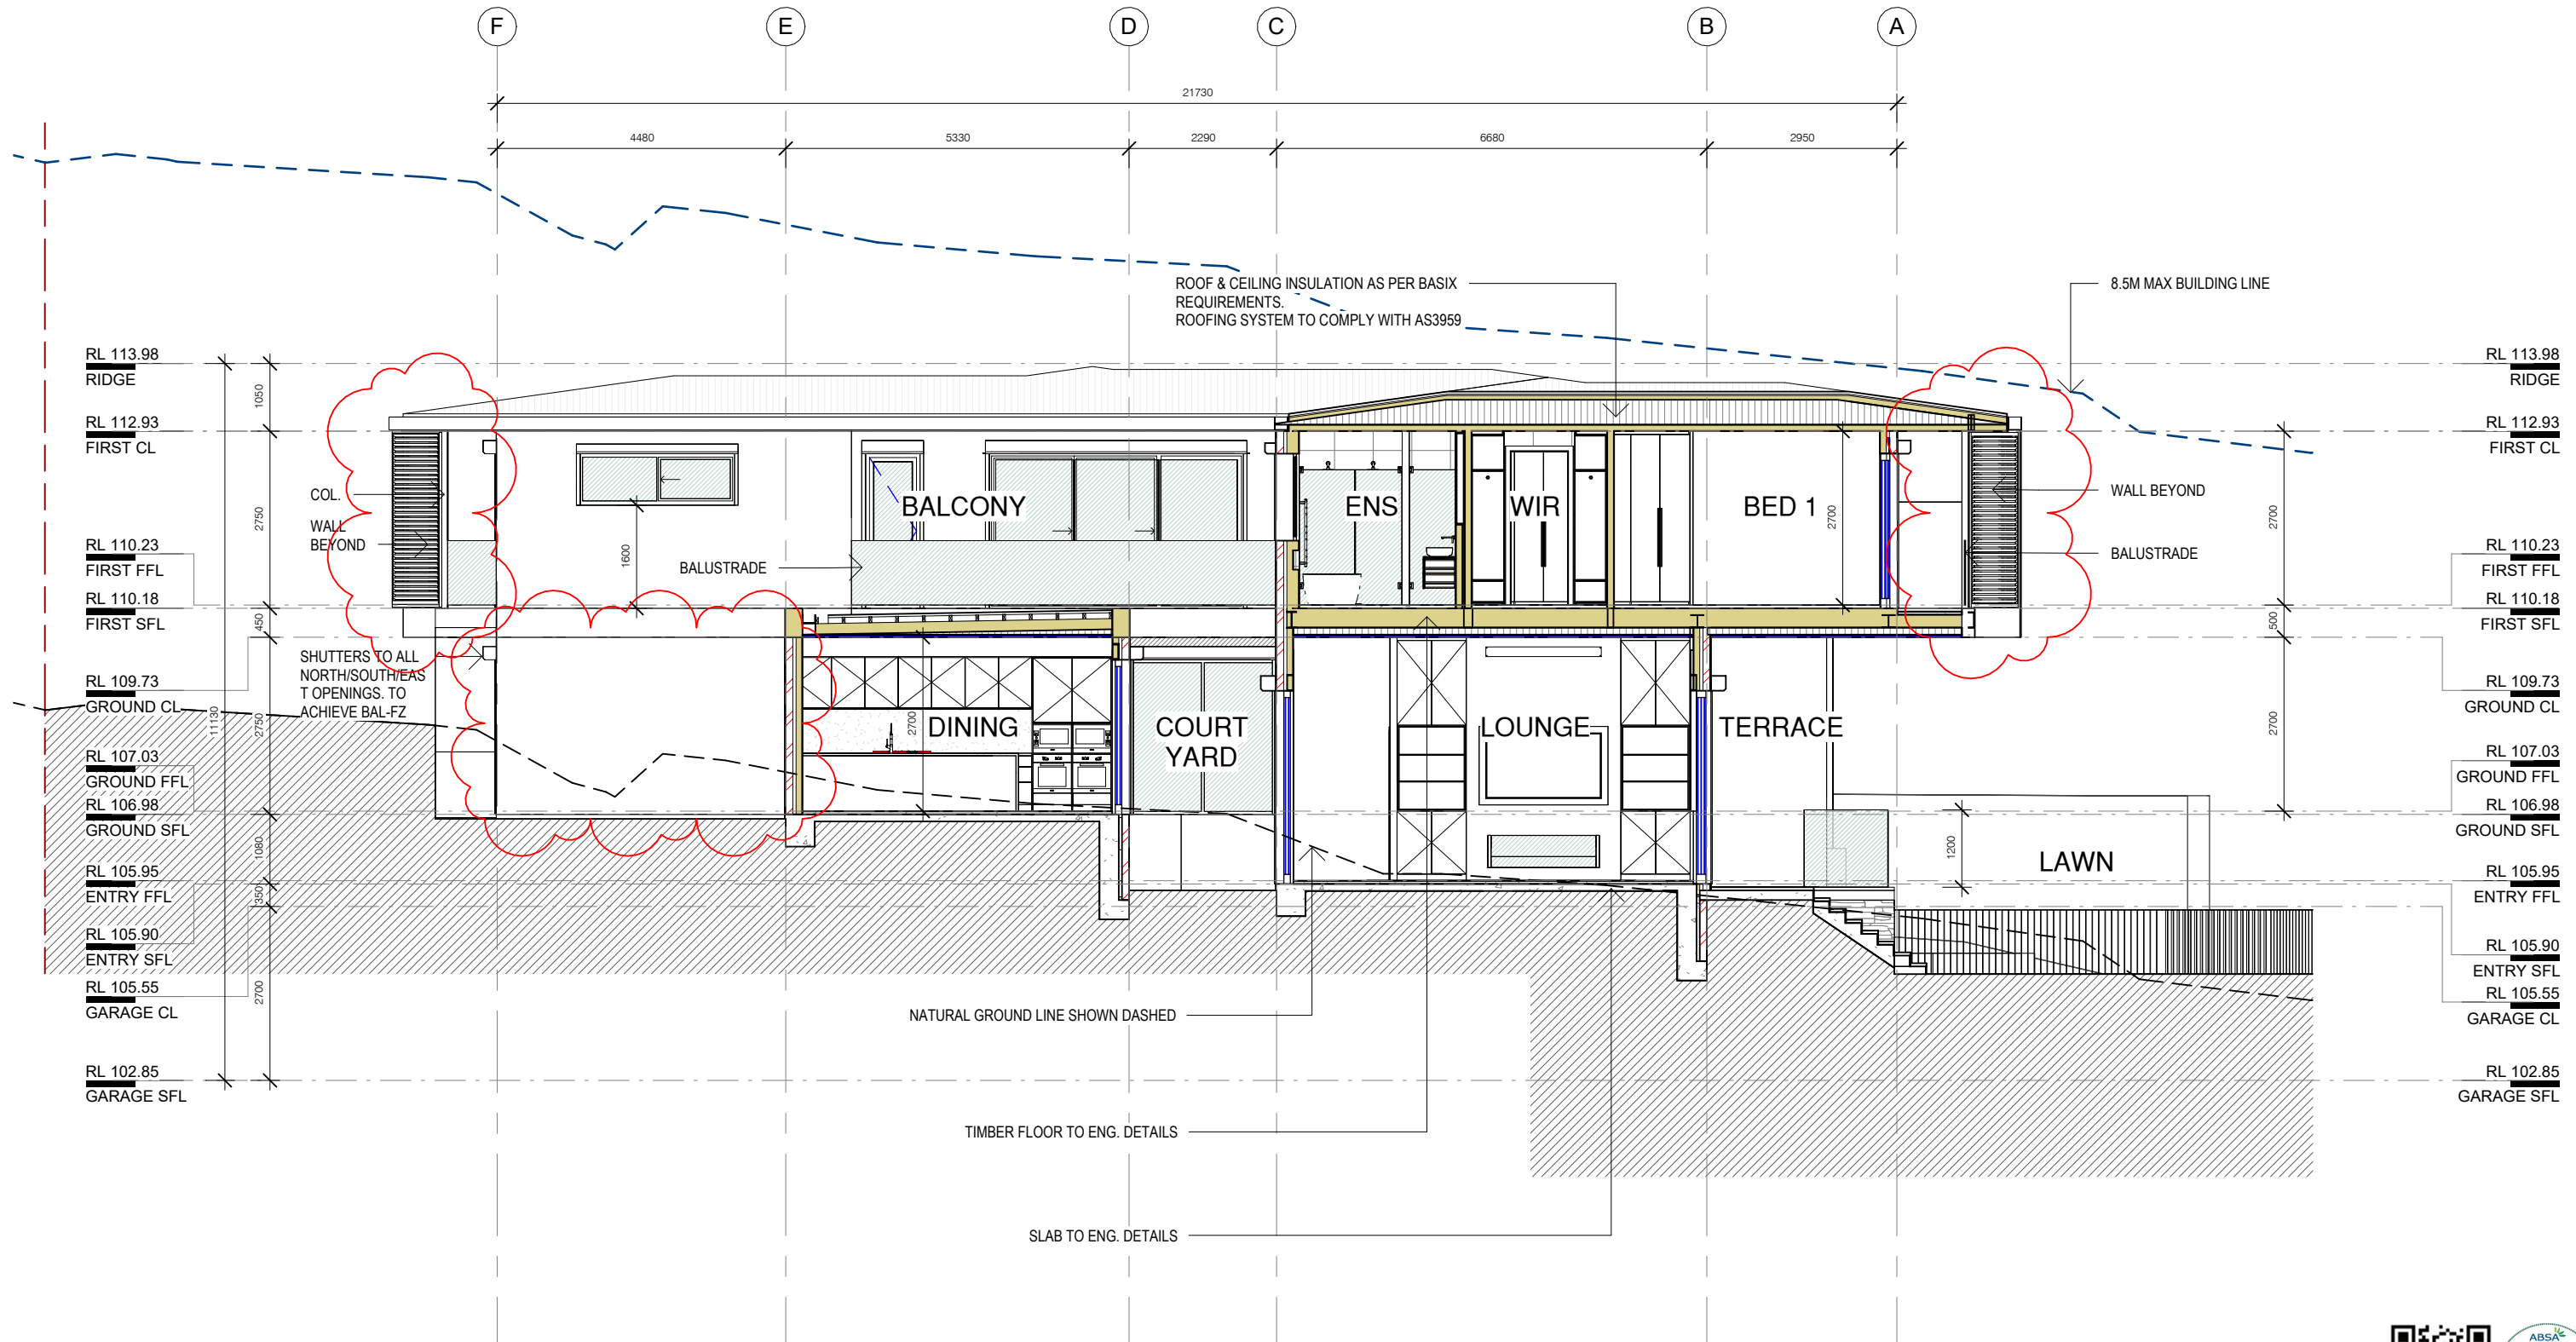 F
E
D
C
B
A
21730
4480
5330
2290
6680
2950
ROOF & CEILING INSULATION AS PER BASIX
REQUIREMENTS.
ROOFING SYSTEM TO COMPLY WITH AS3959
8.5M MAX BUILDING LINE
RL 113.98
RIDGE
RL 112.93
FIRST CL
RL 110.23
FIRST FFL
RL 110.18
FIRST SFL
RL 109.73
GROUND CL
RL 107.03
GROUND FFL
RL 106.98
GROUND SFL
RL 105.95
ENTRY FFL
RL 105.90
ENTRY SFL
RL 105.55
GARAGE CL
RL 102.85
GARAGE SFL
11130
1050
2750
450
2750
1080
350
2700
COL.
WALL
BEYOND
SHUTTERS TO ALL
NORTH/SOUTH/EAS
T OPENINGS. TO
ACHIEVE BAL-FZ
1600
BALUSTRADE
BALCONY
ENS
WIR
BED 1
2700
DINING
2700
COURT
YARD
LOUNGE
TERRACE
LAWN
1200
WALL BEYOND
BALUSTRADE
NATURAL GROUND LINE SHOWN DASHED
TIMBER FLOOR TO ENG. DETAILS
SLAB TO ENG. DETAILS
2700
500
2700
RL 113.98
RIDGE
RL 112.93
FIRST CL
RL 110.23
FIRST FFL
RL 110.18
FIRST SFL
RL 109.73
GROUND CL
RL 107.03
GROUND FFL
RL 106.98
GROUND SFL
RL 105.95
ENTRY FFL
RL 105.90
ENTRY SFL
RL 105.55
GARAGE CL
RL 102.85
GARAGE SFL
ABSA